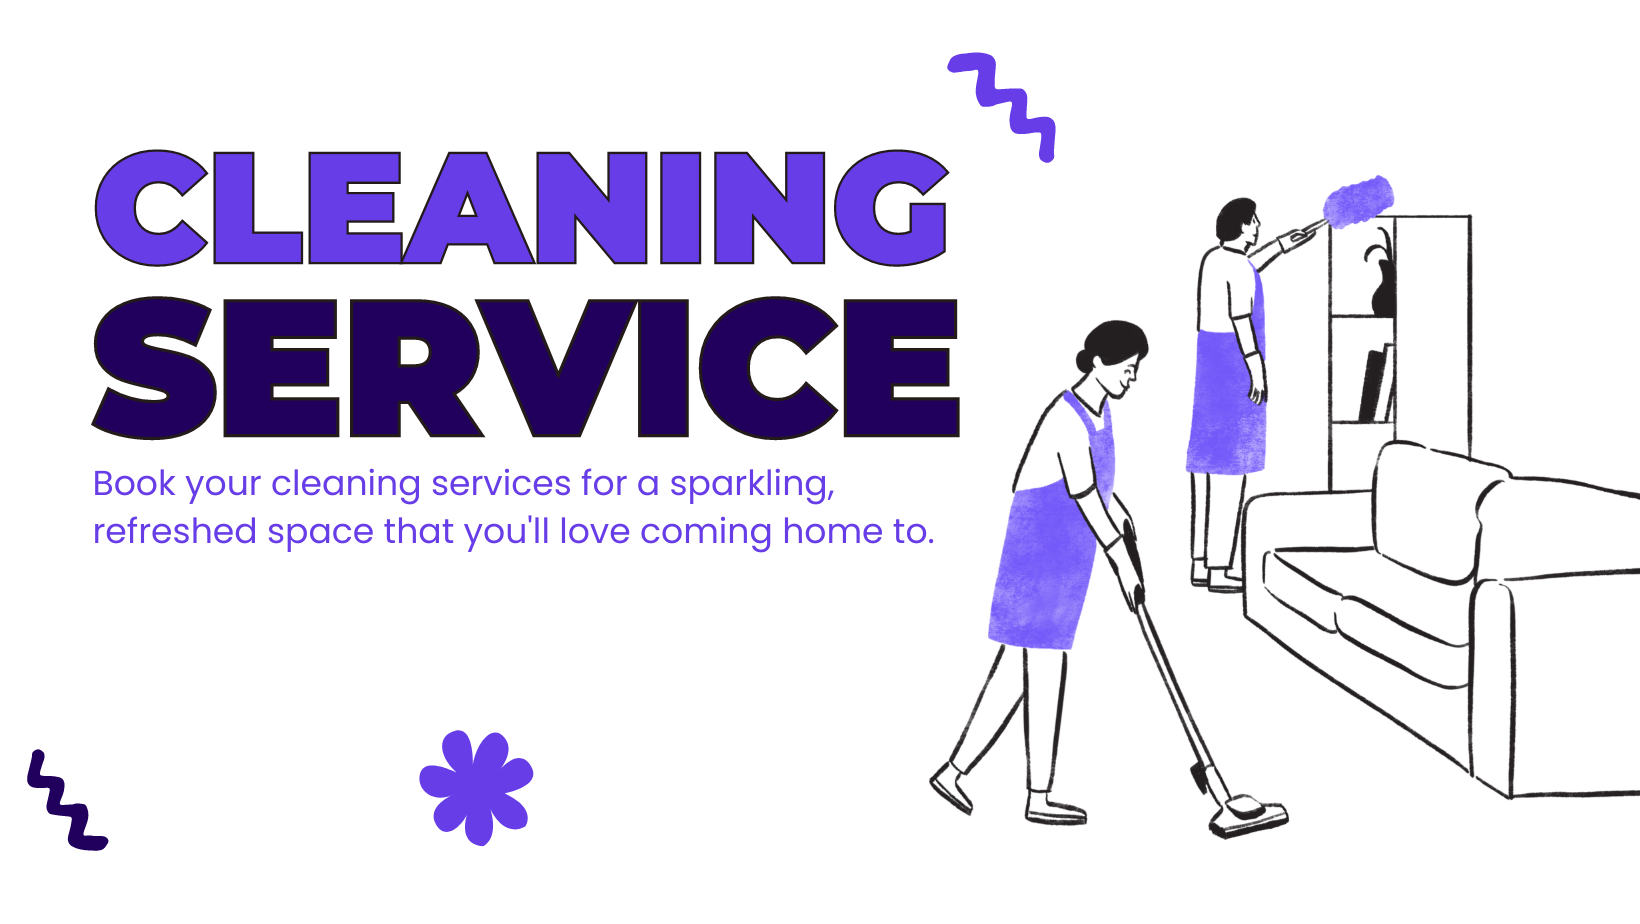 CLEANING
SERVICE
Book your cleaning services for a sparkling,
refreshed space that you'll love coming home to.